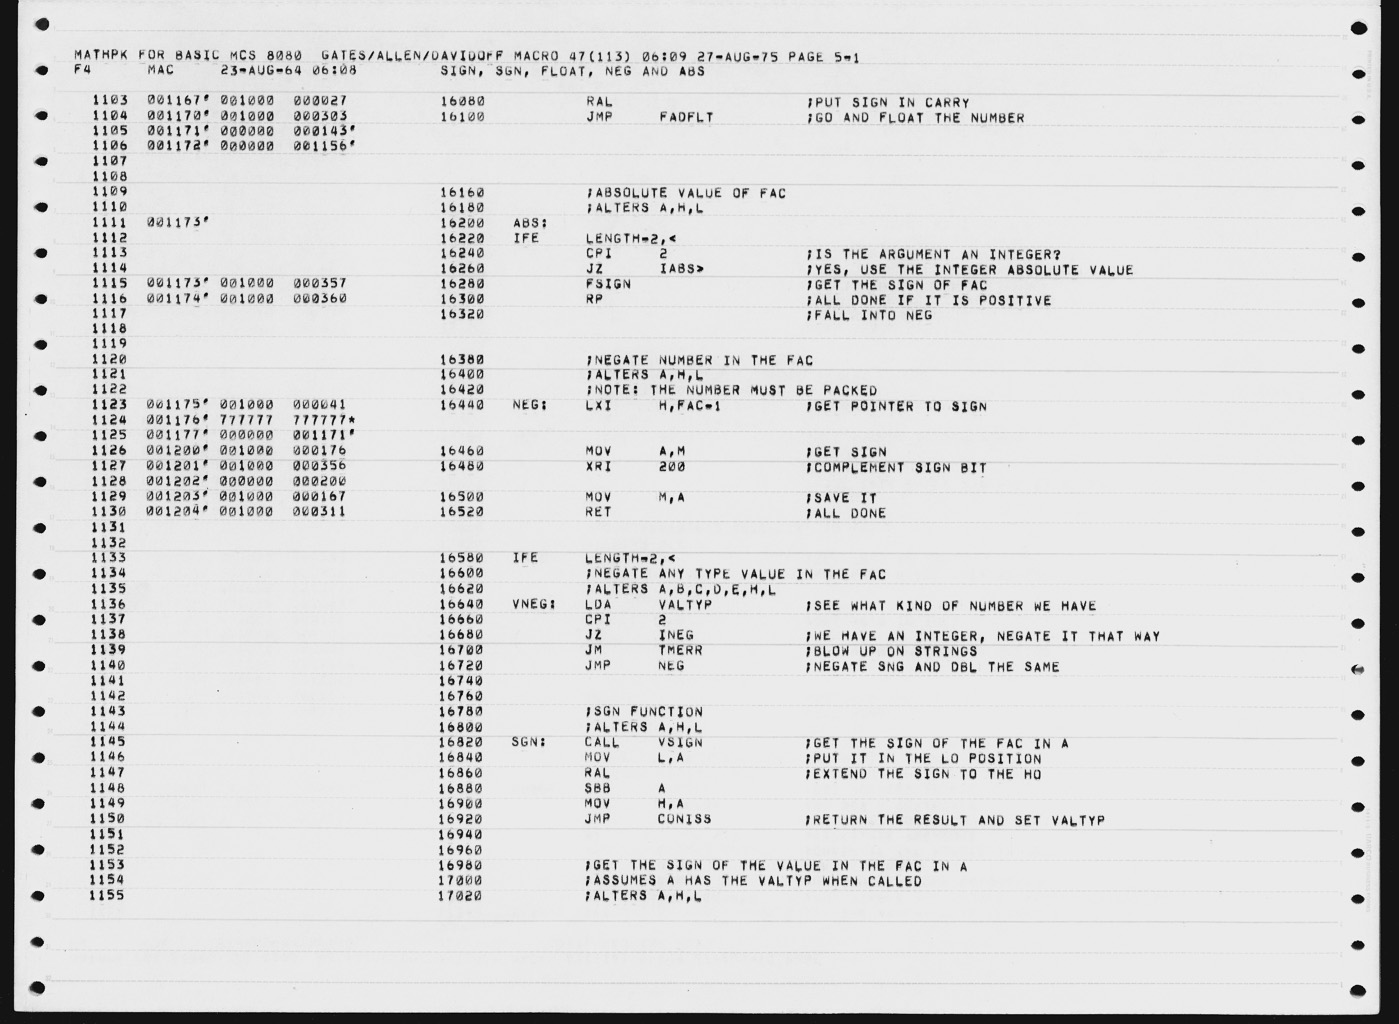 MATHPK FOR BASIC MCS 8080  GATES/ALLEN/DAVIDOFF MACRO 47(113) 06:09 27-AUG-75 PAGE 5-1
F4      MAC     23-AUG-64 06:08         SIGN, SGN, FLOAT, NEG AND ABS
1103  001167' 001000  000027  16080  RAL  ;PUT SIGN IN CARRY
1104  001170' 001000  000303  16100  JMP  FADFLT  ;GO AND FLOAT THE NUMBER
1105  001171' 000000  000143'
1106  001172' 000000  001156'
1107
1108
1109  16160  ;ABSOLUTE VALUE OF FAC
1110  16180  ;ALTERS A,H,L
1111  001173'  16200  ABS:
1112  16220  IFE  LENGTH-2,<
1113  16240  CPI  2  ;IS THE ARGUMENT AN INTEGER?
1114  16260  JZ  IABS>  ;YES, USE THE INTEGER ABSOLUTE VALUE
1115  001173' 001000  000357  16280  FSIGN  ;GET THE SIGN OF FAC
1116  001174' 001000  000360  16300  RP  ;ALL DONE IF IT IS POSITIVE
1117  16320  ;FALL INTO NEG
1118
1119
1120  16380  ;NEGATE NUMBER IN THE FAC
1121  16400  ;ALTERS A,H,L
1122  16420  ;NOTE: THE NUMBER MUST BE PACKED
1123  001175' 001000  000041  16440  NEG:  LXI  H,FAC-1  ;GET POINTER TO SIGN
1124  001176' 777777  777777*
1125  001177' 000000  001171'
1126  001200' 001000  000176  16460  MOV  A,M  ;GET SIGN
1127  001201' 001000  000356  16480  XRI  200  ;COMPLEMENT SIGN BIT
1128  001202' 000000  000200
1129  001203' 001000  000167  16500  MOV  M,A  ;SAVE IT
1130  001204' 001000  000311  16520  RET  ;ALL DONE
1131
1132
1133  16580  IFE  LENGTH-2,<
1134  16600  ;NEGATE ANY TYPE VALUE IN THE FAC
1135  16620  ;ALTERS A,B,C,D,E,H,L
1136  16640  VNEG:  LDA  VALTYP  ;SEE WHAT KIND OF NUMBER WE HAVE
1137  16660  CPI  2
1138  16680  JZ  INEG  ;WE HAVE AN INTEGER, NEGATE IT THAT WAY
1139  16700  JM  TMERR  ;BLOW UP ON STRINGS
1140  16720  JMP  NEG  ;NEGATE SNG AND DBL THE SAME
1141  16740
1142  16760
1143  16780  ;SGN FUNCTION
1144  16800  ;ALTERS A,H,L
1145  16820  SGN:  CALL  VSIGN  ;GET THE SIGN OF THE FAC IN A
1146  16840  MOV  L,A  ;PUT IT IN THE LO POSITION
1147  16860  RAL  ;EXTEND THE SIGN TO THE HO
1148  16880  SBB  A
1149  16900  MOV  H,A
1150  16920  JMP  CONISS  ;RETURN THE RESULT AND SET VALTYP
1151  16940
1152  16960
1153  16980  ;GET THE SIGN OF THE VALUE IN THE FAC IN A
1154  17000  ;ASSUMES A HAS THE VALTYP WHEN CALLED
1155  17020  ;ALTERS A,H,L